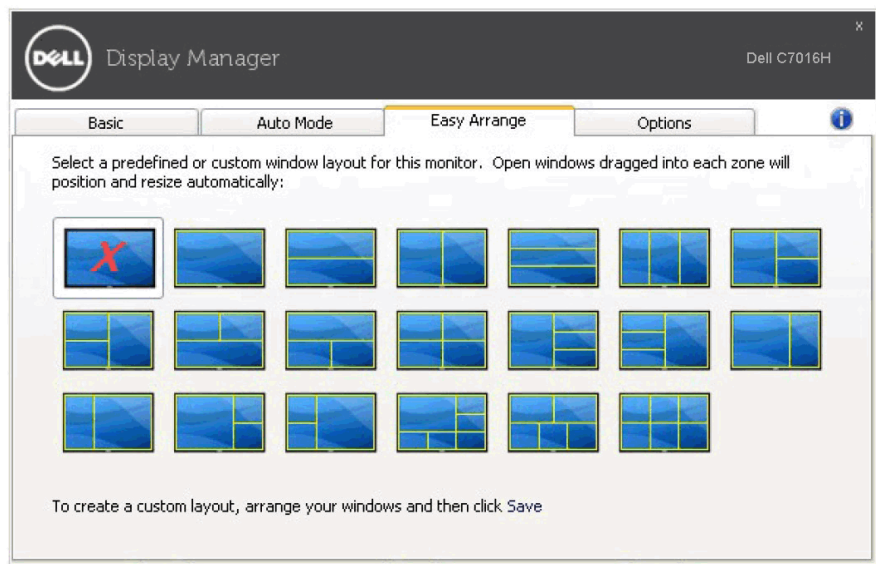 x
DELL Display Manager
Dell C7016H
Basic Auto Mode Easy Arrange Options i
Select a predefined or custom window layout for this monitor. Open windows dragged into each zone will
position and resize automatically:
X
To create a custom layout, arrange your windows and then click Save